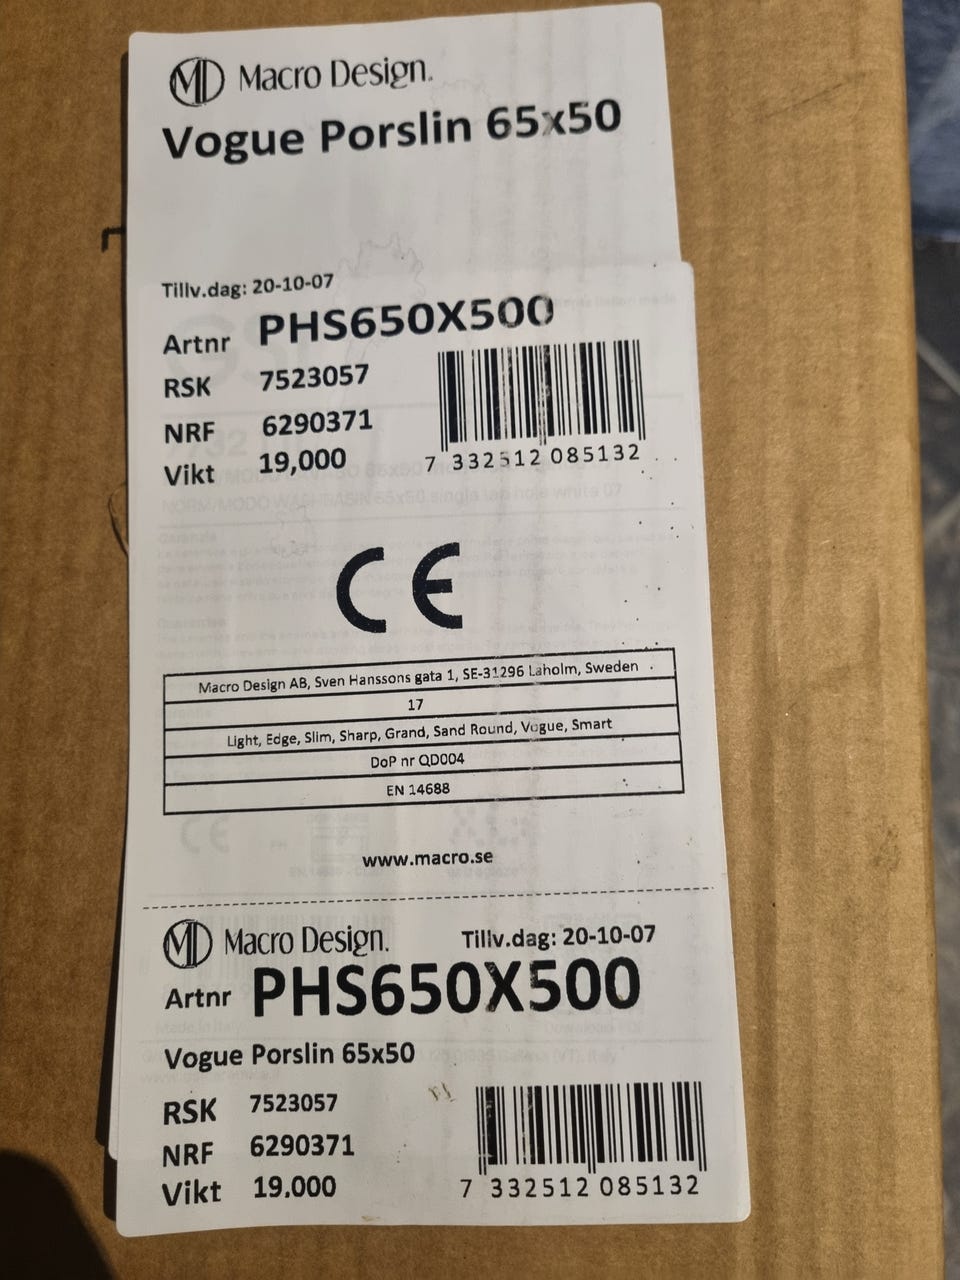 MD Macro Design.
Vogue Porslin 65x50
Tillv.dag: 20-10-07
Artnr PHS650X500
RSK 7523057
NRF 6290371
Vikt 19,000
7 332512 085132
CE
Macro Design AB, Sven Hanssons gata 1, SE-31296 Laholm, Sweden
17
Light, Edge, Slim, Sharp, Grand, Sand Round, Vogue, Smart
DoP nr QD004
EN 14688
www.macro.se
MD Macro Design. Tillv.dag: 20-10-07
Artnr PHS650X500
Vogue Porslin 65x50
RSK 7523057
NRF 6290371
Vikt 19.000
7 332512 085132